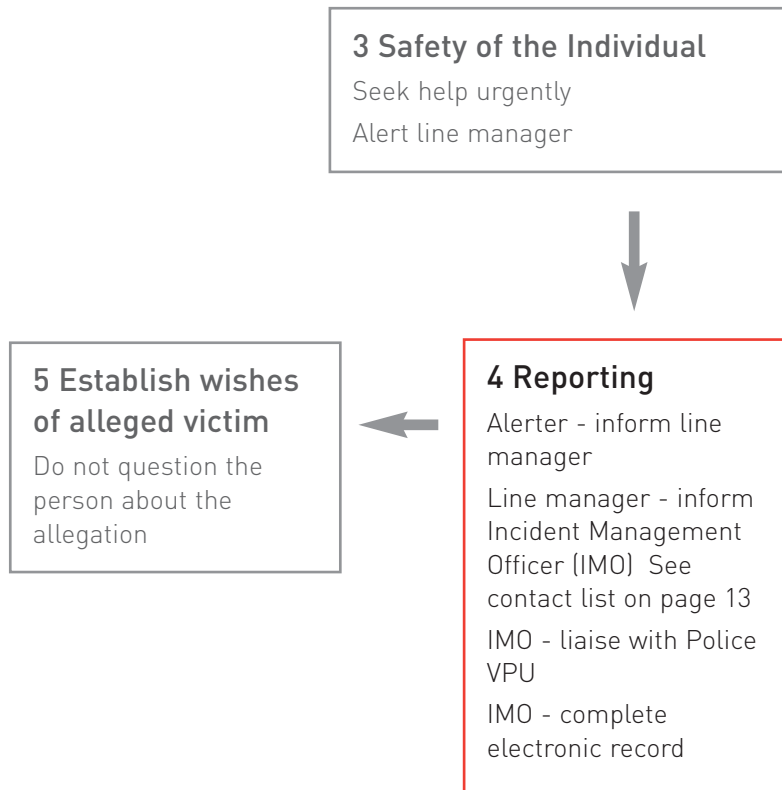 3 Safety of the Individual
Seek help urgently
Alert line manager
4 Reporting
Alerter - inform line
manager
Line manager - inform
Incident Management
Officer (IMO)  See
contact list on page 13
IMO - liaise with Police
VPU
IMO - complete
electronic record
5 Establish wishes
of alleged victim
Do not question the
person about the
allegation